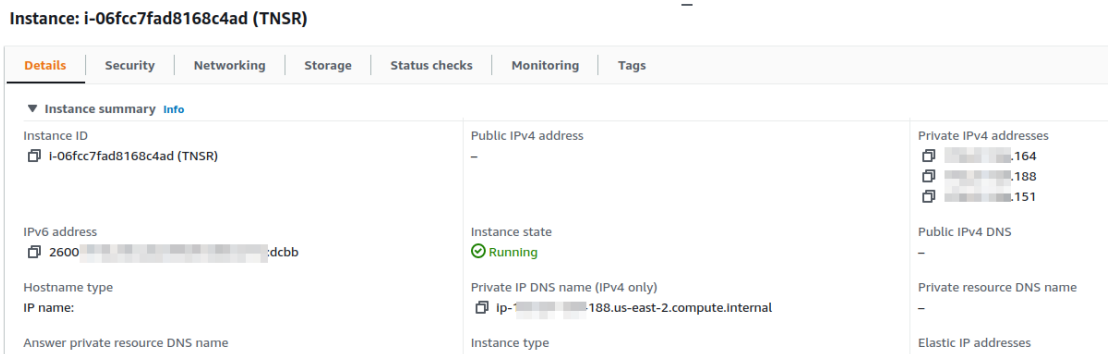 Instance: i-06fcc7fad8168c4ad (TNSR)
Details Security Networking Storage Status checks Monitoring Tags
Instance summary Info
Instance ID
i-06fcc7fad8168c4ad (TNSR)
Public IPv4 address
–
Private IPv4 addresses
.164
.188
.151
IPv6 address
2600 :dcbb
Instance state
Running
Public IPv4 DNS
–
Hostname type
IP name:
Private IP DNS name (IPv4 only)
ip-1 -188.us-east-2.compute.internal
Private resource DNS name
–
Answer private resource DNS name
Instance type
Elastic IP addresses